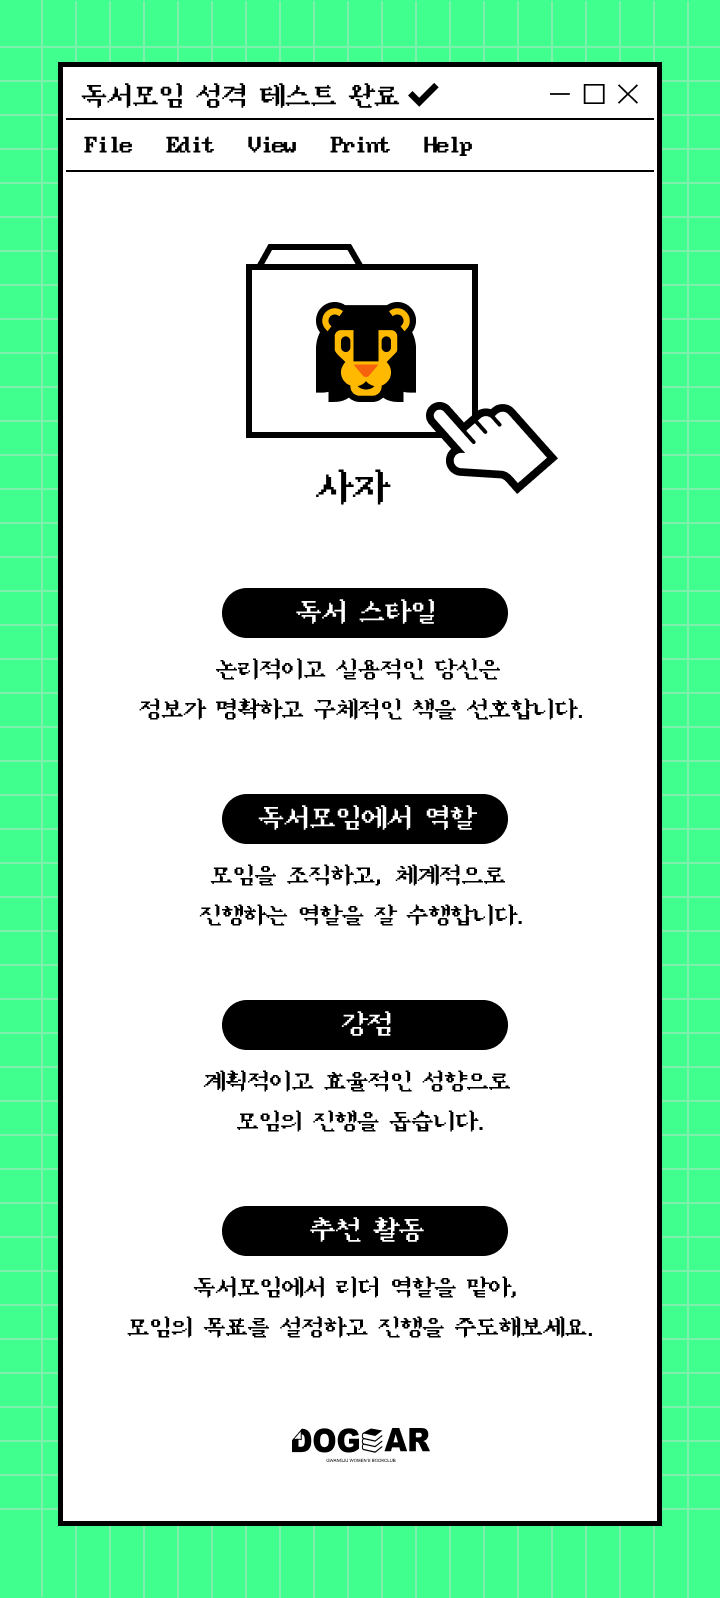 독서모임 성격 테스트 완료
File Edit View Print Help
사자
독서 스타일
논리적이고 실용적인 당신은
정보가 명확하고 구체적인 책을 선호합니다.
독서모임에서 역할
모임을 조직하고, 체계적으로
진행하는 역할을 잘 수행합니다.
강점
계획적이고 효율적인 성향으로
모임의 진행을 돕습니다.
추천 활동
독서모임에서 리더 역할을 맡아,
모임의 목표를 설정하고 진행을 주도해보세요.
DOGEAR
GWANGJU WOMEN'S BOOKCLUB